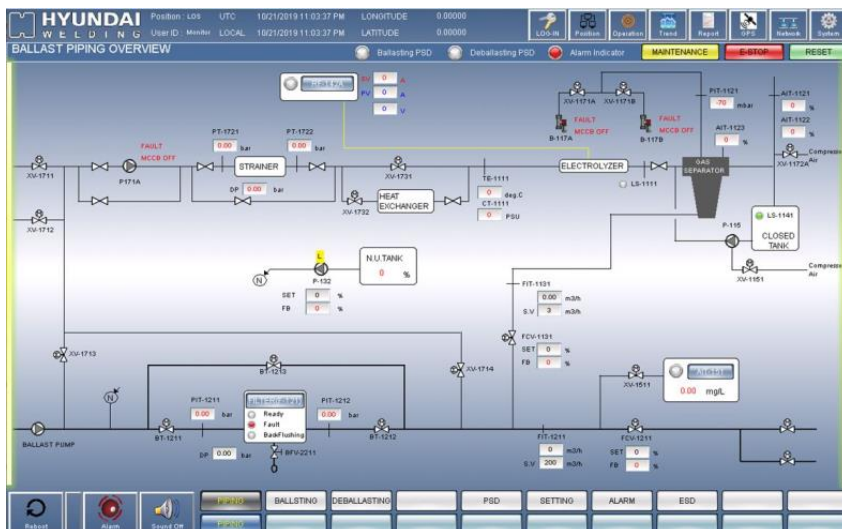 HYUNDAI
WELDING
Position : LOS
UTC
10/21/2019 11:03:37 PM
LONGITUDE
0.00000
User ID : Monitor
LOCAL
10/21/2019 11:03:37 PM
LATITUDE
0.00000
LOG-IN
Position
Operation
Trend
Report
GPS
Network
System
BALLAST PIPING OVERVIEW
Ballasting PSD
Deballasting PSD
Alarm Indicator
MAINTENANCE
E-STOP
RESET
SV 0 A
PV 0 A
0 V
XV-1171A
XV-1171B
PIT-1121
-70 mbar
AIT-1121
0 %
AIT-1122
0 %
FAULT
MCCB OFF
B-117A
FAULT
MCCB OFF
B-117B
AIT-1123
0 %
FAULT
MCCB OFF
PT-1721
0.00 bar
PT-1722
0.00 bar
XV-1711
P171A
STRAINER
DP 0.00 bar
XV-1731
ELECTROLYZER
GAS
SEPARATOR
XV-1172A
Compresso
Air
TE-1111
0 deg.C
CT-1111
0 PSU
LS-1111
XV-1732
HEAT
EXCHANGER
XV-1712
LS-1141
CLOSED
TANK
P-115
XV-1151
Compresso
Air
L
P-132
N
SET 0 %
FB 0 %
N.U.TANK
0 %
FIT-1131
0.00 m3/h
S.V 3 m3/h
FCV-1131
SET 0 %
FB 0 %
XV-1713
BT-1213
XV-1714
XV-1511
AIT-151
0.00 mg/L
N
PIT-1211
0.00 bar
Ready
Fault
BackFlushing
PIT-1212
0.00 bar
BALLAST PUMP
BT-1211
BT-1212
DP 0.00 bar
BFV-2211
FIT-1211
0 m3/h
S.V 200 m3/h
FCV-1211
SET 0 %
FB 0 %
Reboot
Alarm
Sound Off
PIPING
BALLSTING
DEBALLASTING
PSD
SETTING
ALARM
ESD
PIPING